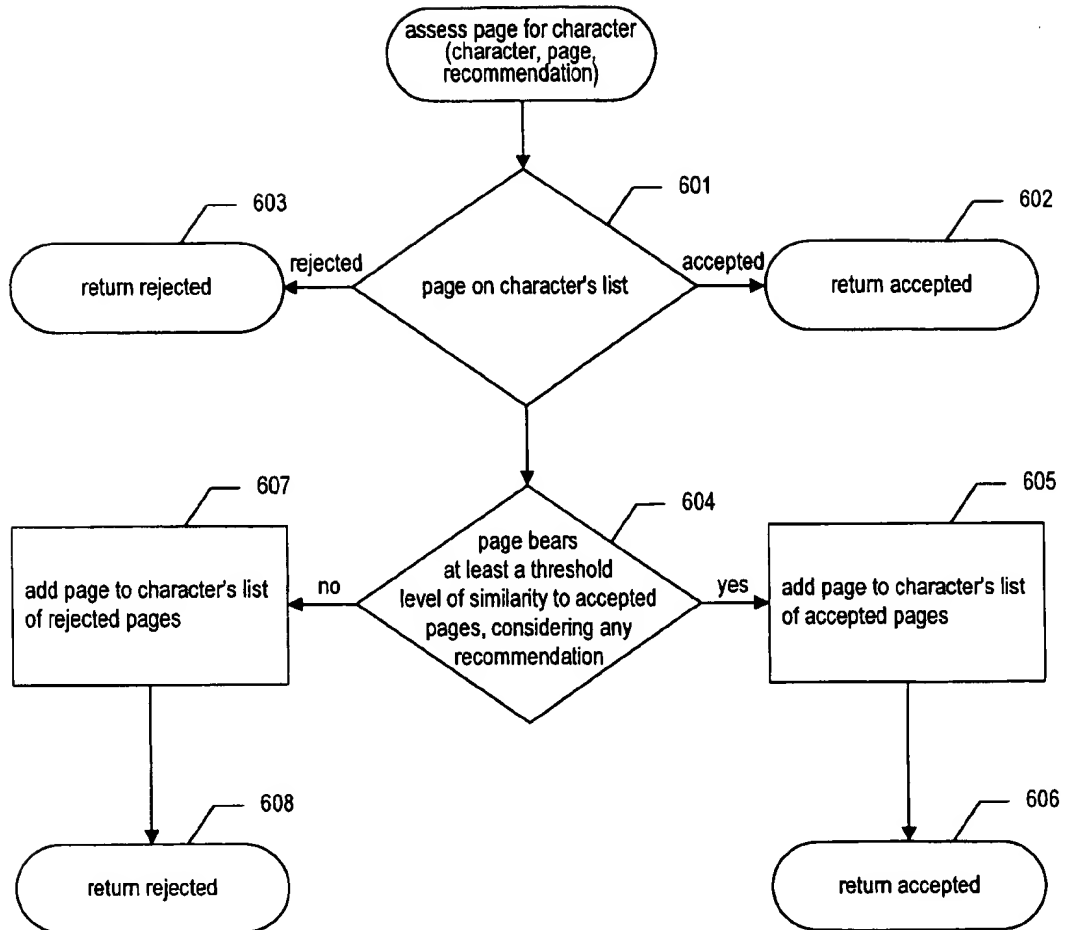 assess page for character
(character, page,
recommendation)
601
603
602
return rejected
rejected
page on character's list
accepted
return accepted
607
604
605
add page to character's list
of rejected pages
no
page bears
at least a threshold
level of similarity to accepted
pages, considering any
recommendation
yes
add page to character's list
of accepted pages
608
606
return rejected
return accepted